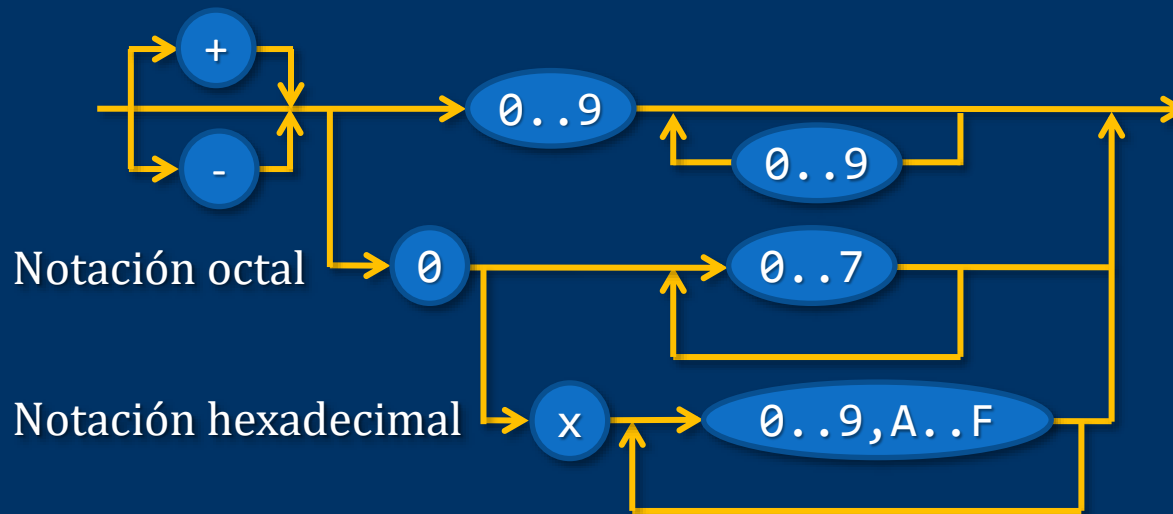 +
0..9
-
0..9
Notación octal
0
0..7
Notación hexadecimal
x
0..9,A..F